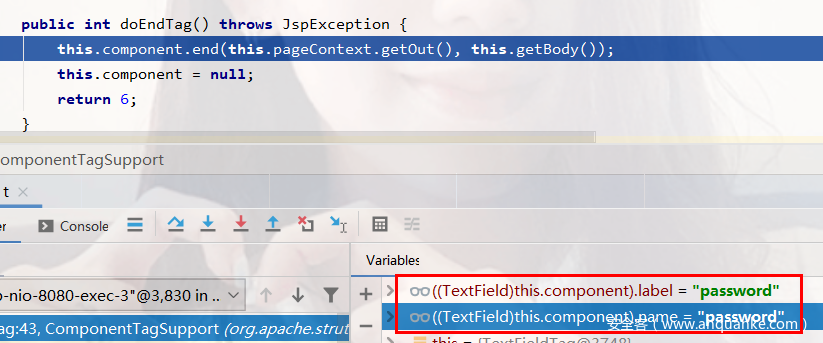 public int doEndTag() throws JspException {
this.component.end(this.pageContext.getOut(), this.getBody());
this.component = null;
return 6;
}
omponentTagSupport
t
er
Console
Variables
o-nio-8080-exec-3"@3,830 in ..
((TextField)this.component).label = "password"
ag:43, ComponentTagSupport (org.apache.strut
((TextField)this.component).name = "password"
安全客 ( www.anquanke.com )
this = {TextFieldTag@3748}